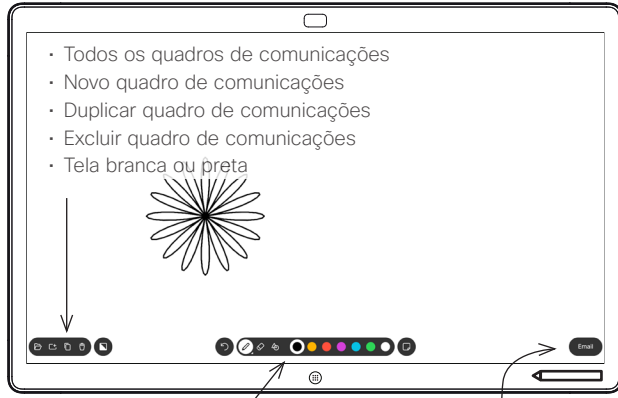 · Todos os quadros de comunicações
· Novo quadro de comunicações
· Duplicar quadro de comunicações
· Excluir quadro de comunicações
· Tela branca ou preta
Email